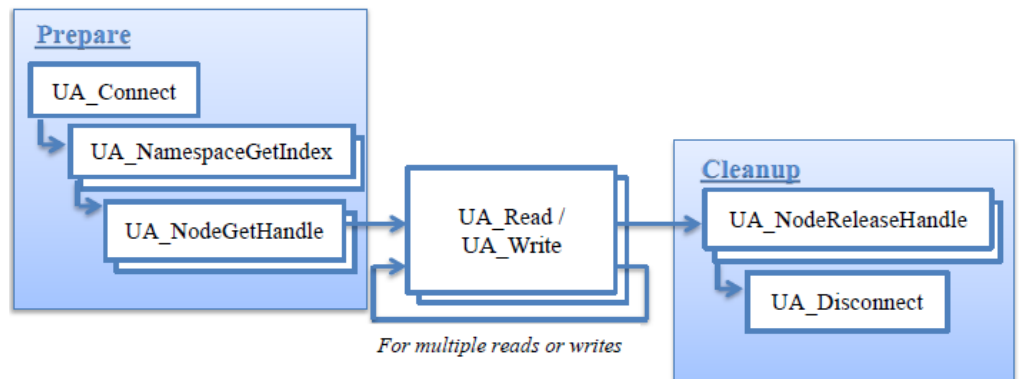 Prepare
UA_Connect
UA_NamespaceGetIndex
UA_NodeGetHandle
UA_Read /
UA_Write
For multiple reads or writes
Cleanup
UA_NodeReleaseHandle
UA_Disconnect